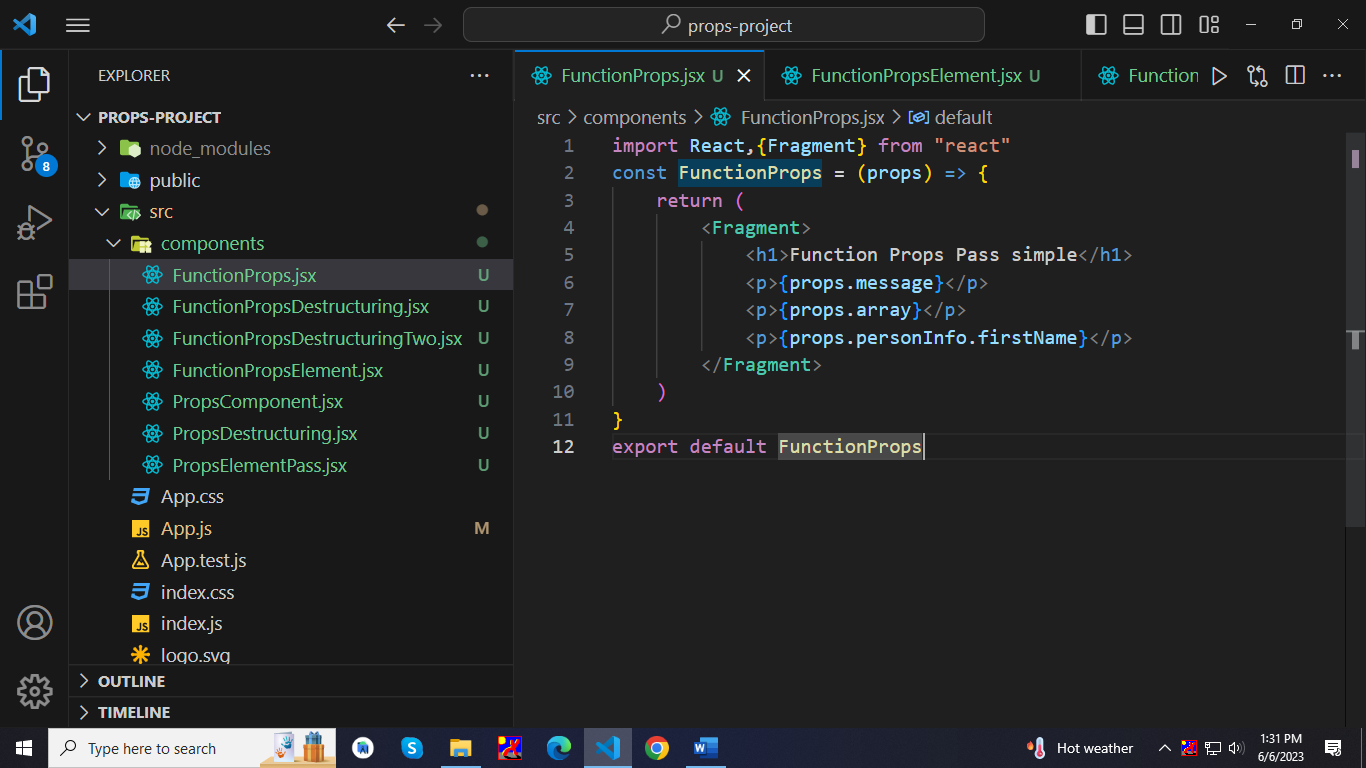 props-project
EXPLORER
PROPS-PROJECT
node_modules
public
src
components
FunctionProps.jsx U
FunctionPropsDestructuring.jsx U
FunctionPropsDestructuringTwo.jsx U
FunctionPropsElement.jsx U
PropsComponent.jsx U
PropsDestructuring.jsx U
PropsElementPass.jsx U
App.css
App.js M
App.test.js
index.css
index.js
logo.svg
OUTLINE
TIMELINE
8
FunctionProps.jsx U FunctionPropsElement.jsx U Function
src > components > FunctionProps.jsx > default
1 import React,{Fragment} from "react"
2 const FunctionProps = (props) => {
3 return (
4 <Fragment>
5 <h1>Function Props Pass simple</h1>
6 <p>{props.message}</p>
7 <p>{props.array}</p>
8 <p>{props.personInfo.firstName}</p>
9 </Fragment>
10 )
11 }
12 export default FunctionProps
Type here to search
Hot weather
1:31 PM
6/6/2023